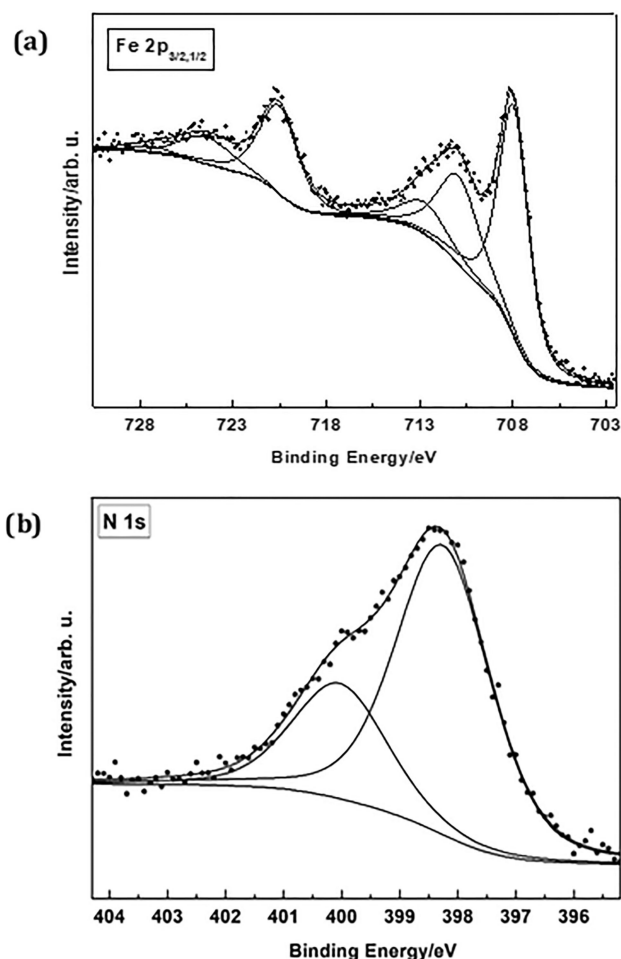 (a)
Fe 2p3/2,1/2
Intensity/arb. u.
728 723 718 713 708 703
Binding Energy/eV
(b)
N 1s
Intensity/arb. u.
404 403 402 401 400 399 398 397 396
Binding Energy/eV